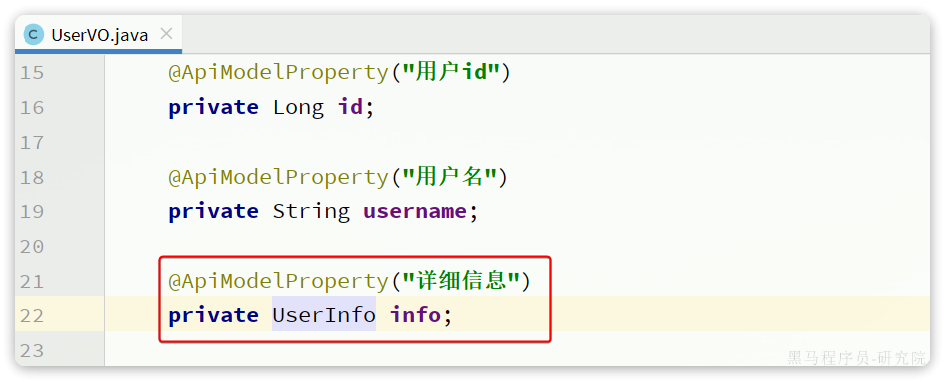 UserVO.java
15 @ApiModelProperty("用户id")
16 private Long id;
17
18 @ApiModelProperty("用户名")
19 private String username;
20
21 @ApiModelProperty("详细信息")
22 private UserInfo info;
23
黑马程序员-研究院